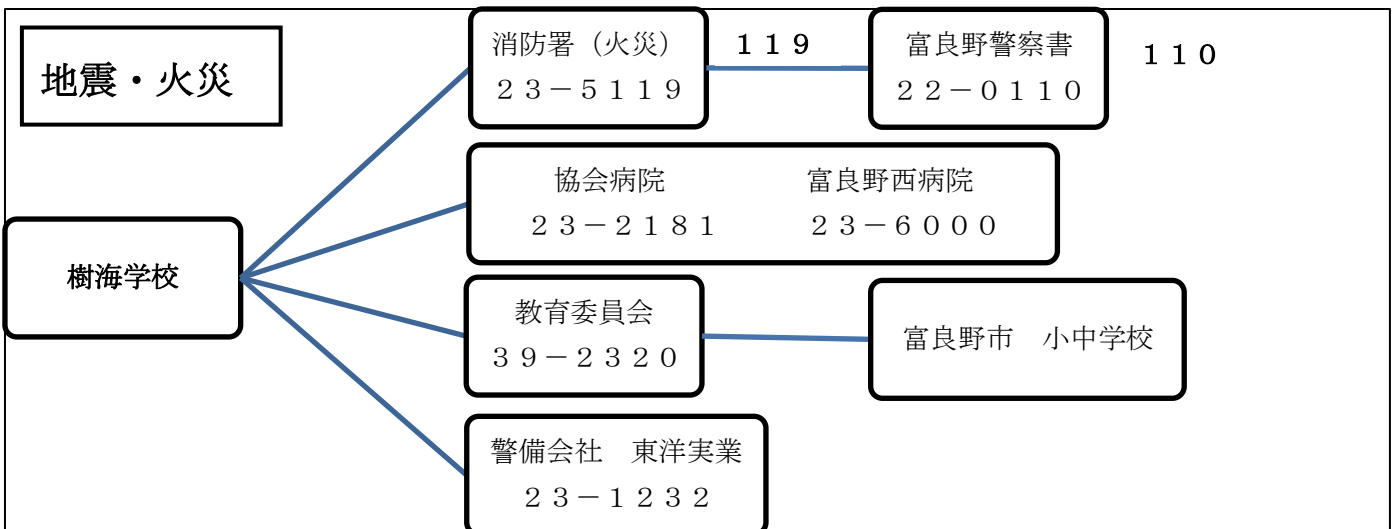 地震・火災
消防署（火災）
２３－５１１９
１１９
富良野警察書
２２－０１１０
１１０
協会病院　富良野西病院
２３－２１８１　２３－６０００
樹海学校
教育委員会
３９－２３２０
富良野市　小中学校
警備会社　東洋実業
２３－１２３２